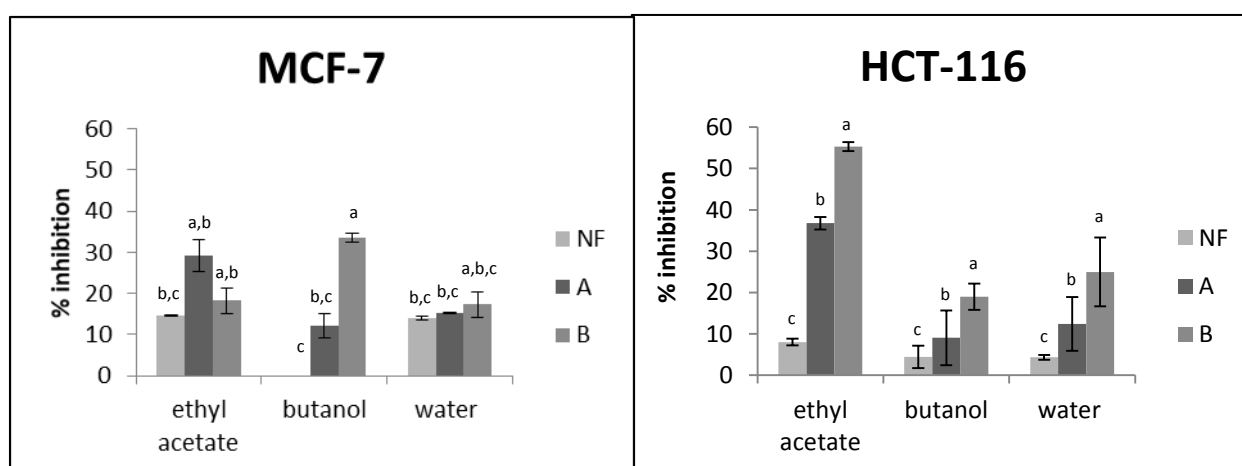 MCF-7
% inhibition
60
50
40
30
20
10
0
b,c
a,b
a,b
c
b,c
a
b,c
b,c
a,b,c
ethyl
acetate
butanol
water
NF
A
B
HCT-116
% inhibition
60
50
40
30
20
10
0
c
b
a
c
b
a
c
b
a
ethyl
acetate
butanol
water
NF
A
B